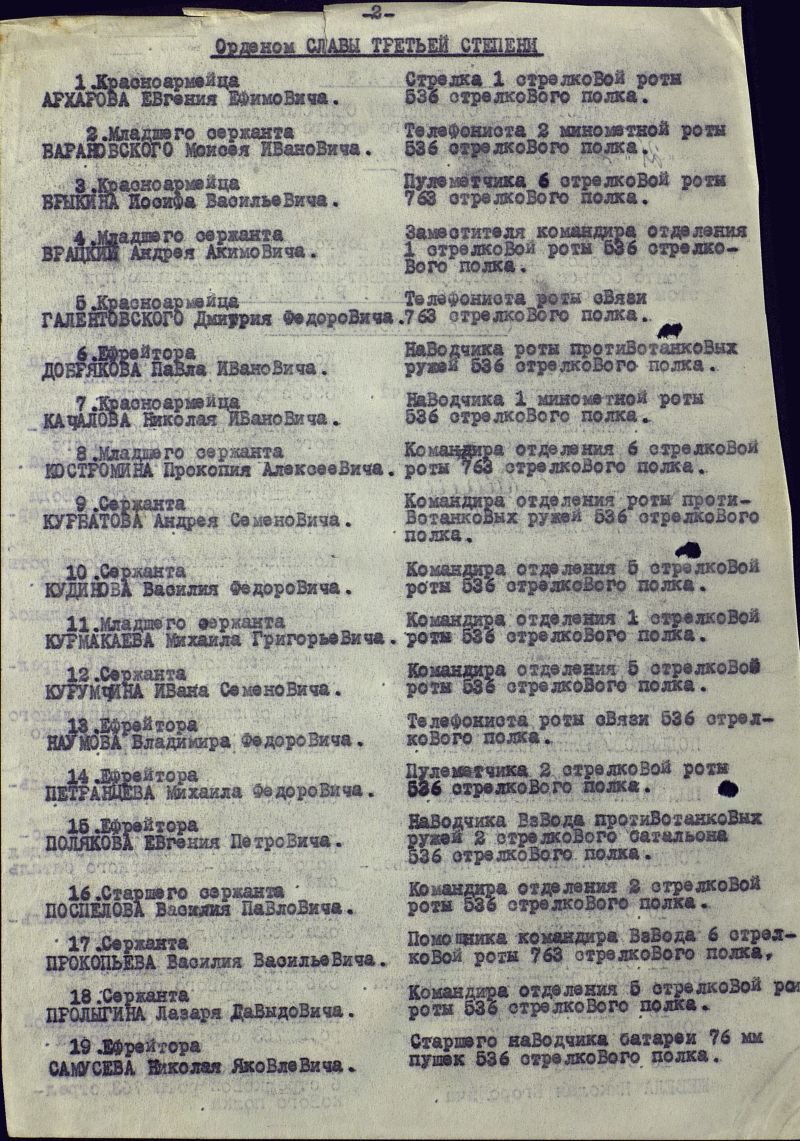 -2-
Орденом СЛАВЫ ТРЕТЬЕЙ СТЕПЕНИ
1.Красноармейца
АРХАРОВА ЕВгения ЕфимоВича.
Стрелка 1 стрелкоВой роты
536 стрелкоВого полка.
2.Младшего сержанта
БАРАНОВСКОГО Моисея ИВаноВича.
Телефониста 2 минометной роты
536 стрелкоВого полка.
3.Красноармейца
БРЫКИНА Иосифа ВасильеВича.
Пулеметчика 6 стрелкоВой роты
763 стрелкоВого полка.
4.Младшего сержанта
ВРАЦКИЙ Андрея АкимоВича.
Заместителя командира отделения
1 стрелкоВой роты 536 стрелко-
Вого полка.
5.Красноармейца
ГАЛЕНТОВСКОГО Дмитрия ФедороВича.
Телефониста роты сВязи
763 стрелкоВого полка.
6.Ефрейтора
ДОБРЯКОВА ПаВла ИВаноВича.
НаВодчика роты протиВотанкоВых
ружей 536 стрелкоВого полка.
7.Красноармейца
КАЧАЛОВА Николая ИВаноВича.
НаВодчика 1 минометной роты
536 стрелкоВого полка.
8.Младшего сержанта
КОСТРОМИНА Прокопия АлексееВича.
Командира отделения 6 стрелкоВой
роты 763 стрелкоВого полка.
9.Сержанта
КУРБАТОВА Андрея СеменоВича.
Командира отделения роты проти-
ВотанкоВых ружей 536 стрелкоВого
полка.
10.Сержанта
КУДИНОВА Василия ФедороВича.
Командира отделения 5 стрелкоВой
роты 536 стрелкоВого полка.
11.Младшего сержанта
КУРМАКАЕВА Михаила ГригорьеВича.
Командира отделения 1 стрелкоВой
роты 536 стрелкоВого полка.
12.Сержанта
КУРУМЧИНА ИВана СеменоВича.
Командира отделения 5 стрелкоВой
роты 536 стрелкоВого полка.
13.Ефрейтора
НАУМОВА Владимира ФедороВича.
Телефониста роты сВязи 536 стрел-
коВого полка.
14.Ефрейтора
ПЕТРАНЦЕВА Михаила ФедороВича.
Пулеметчика 2 стрелкоВой роты
536 стрелкоВого полка.
15.Ефрейтора
ПОЛЯКОВА ЕВгения ПетроВича.
НаВодчика ВзВода протиВотанкоВых
ружей 2 стрелкоВого батальона
536 стрелкоВого полка.
16.Старшего сержанта
ПОСПЕЛОВА Василия ПаВлоВича.
Командира отделения 2 стрелкоВой
роты 536 стрелкоВого полка.
17.Сержанта
ПРОКОПЬЕВА Василия ВасильеВича.
Помощника командира ВзВода 6 стрел-
коВой роты 763 стрелкоВого полка,
18.Сержанта
ПРОЛЫГИНА Лазаря ДаВыдоВича.
Командира отделения 5 стрелкоВой
роты 536 стрелкоВого полка.
19.Ефрейтора
САМУСЕВА Николая ЯкоВлеВича.
Старшего наВодчика батареи 76 мм
пушек 536 стрелкоВого полка.